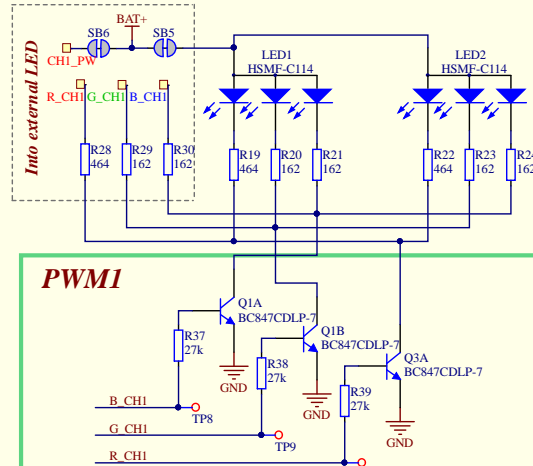 BAT+
SB6
SB5
CH1_PW
LED1
HSMF-C114
LED2
HSMF-C114
R_CH1
G_CH1
B_CH1
Into external LED
R28
464
R29
162
R30
162
R19
464
R20
162
R21
162
R22
464
R23
162
R24
162
PWM1
Q1A
BC847CDLP-7
R37
27k
Q1B
BC847CDLP-7
R38
27k
Q3A
BC847CDLP-7
GND
R39
27k
GND
B_CH1
TP8
GND
G_CH1
TP9
R_CH1